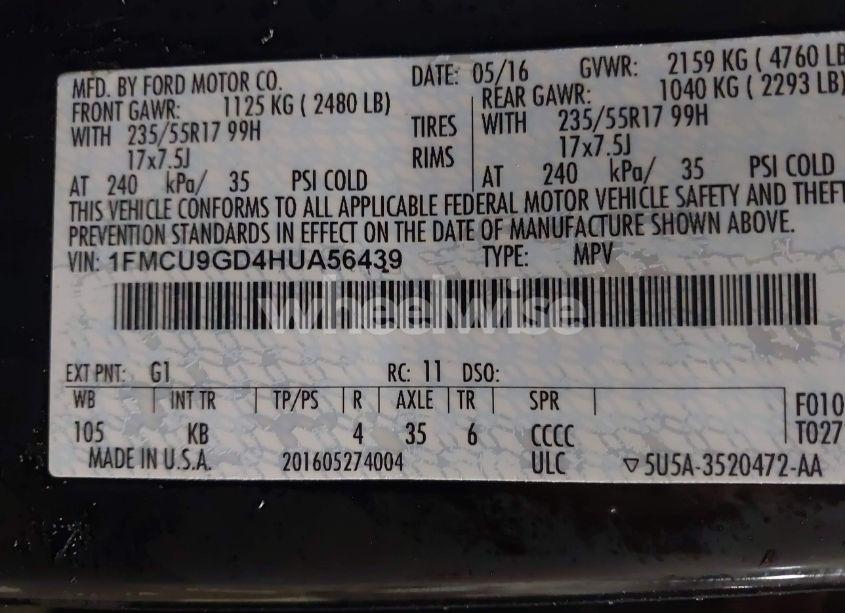 MFD. BY FORD MOTOR CO. DATE: 05/16 GVWR: 2159 KG ( 4760 LB
FRONT GAWR: 1125 KG ( 2480 LB) REAR GAWR: 1040 KG ( 2293 LB)
WITH 235/55R17 99H TIRES WITH 235/55R17 99H
17x7.5J RIMS 17x7.5J
AT 240 kPa/ 35 PSI COLD AT 240 kPa/ 35 PSI COLD
THIS VEHICLE CONFORMS TO ALL APPLICABLE FEDERAL MOTOR VEHICLE SAFETY AND THEFT
PREVENTION STANDARDS IN EFFECT ON THE DATE OF MANUFACTURE SHOWN ABOVE.
VIN: 1FMCU9GD4HUA56439 TYPE: MPV
wheelwise
EXT PNT: G1 RC: 11 DSO:
WB INT TR TP/PS R AXLE TR SPR F010
105 KB 4 35 6 CCCC T027
MADE IN U.S.A. 201605274004 ULC ▽5U5A-3520472-AA